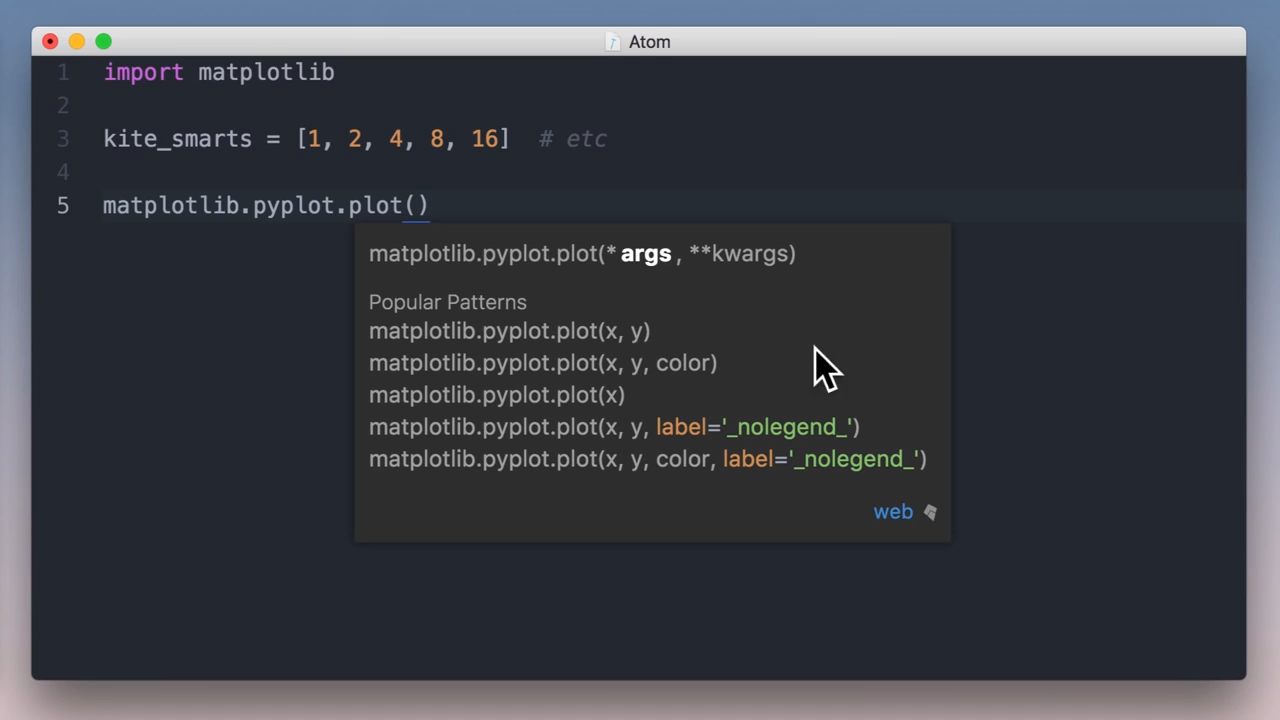 Atom
1 import matplotlib
2
3 kite_smarts = [1, 2, 4, 8, 16]  # etc
4
5 matplotlib.pyplot.plot()
matplotlib.pyplot.plot(* args , **kwargs)
Popular Patterns
matplotlib.pyplot.plot(x, y)
matplotlib.pyplot.plot(x, y, color)
matplotlib.pyplot.plot(x)
matplotlib.pyplot.plot(x, y, label='_nolegend_')
matplotlib.pyplot.plot(x, y, color, label='_nolegend_')
web